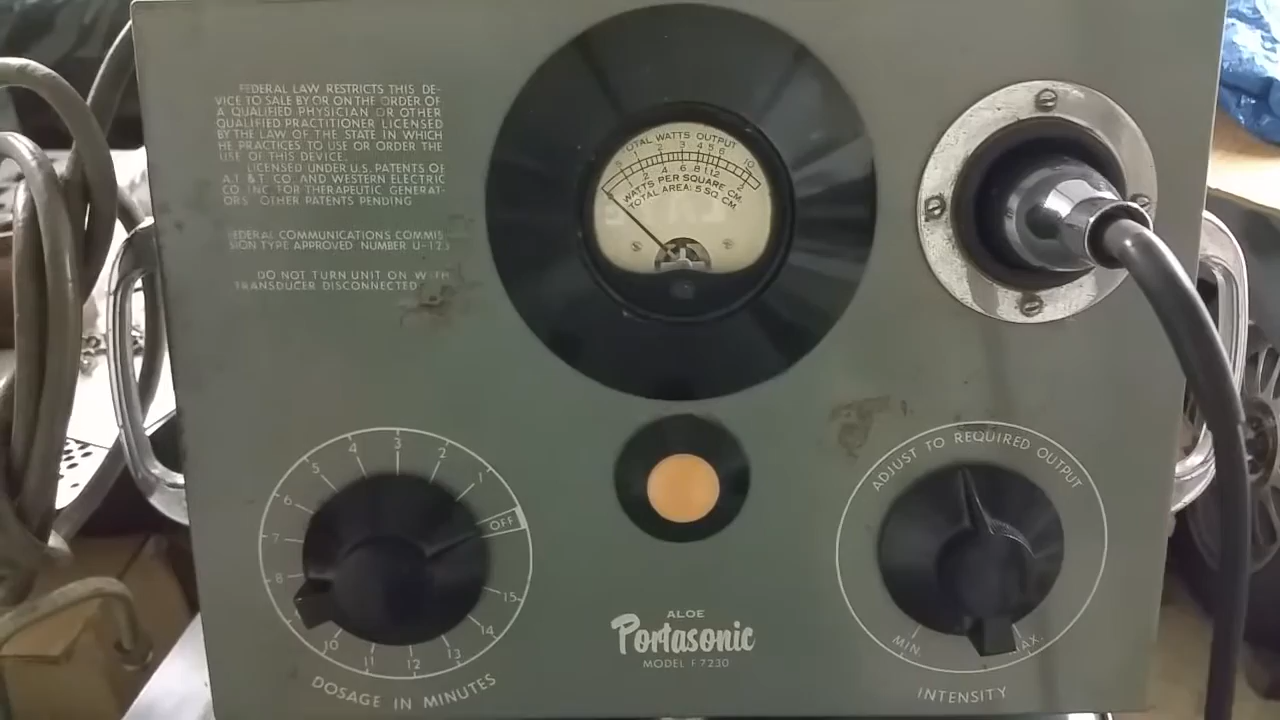 FEDERAL LAW RESTRICTS THIS DE-
VICE TO SALE BY OR ON THE ORDER OF
A QUALIFIED PHYSICIAN OR OTHER
QUALIFIED PRACTITIONER LICENSED
BY THE LAW OF THE STATE IN WHICH
HE PRACTICES TO USE OR ORDER THE
USE OF THIS DEVICE.
LICENSED UNDER U.S. PATENTS OF
A.T. & T. CO. AND WESTERN ELECTRIC
CO. INC. FOR THERAPEUTIC GENERAT-
ORS OTHER PATENTS PENDING
FEDERAL COMMUNICATIONS COMMIS-
SION TYPE APPROVED NUMBER U-123
DO NOT TURN UNIT ON WITH
TRANSDUCER DISCONNECTED
TOTAL WATTS OUTPUT
.5 1 2 3 4 5 6 10
.2 .4 .6 .8 1 1.2 2
WATTS PER SQUARE CM.
TOTAL AREA: 5 SQ. CM.
OFF 1 2 3 4 5 6 7 8 10 11 12 13 14 15
DOSAGE IN MINUTES
ALOE
Portasonic
MODEL F7230
ADJUST TO REQUIRED OUTPUT
MIN. MAX.
INTENSITY